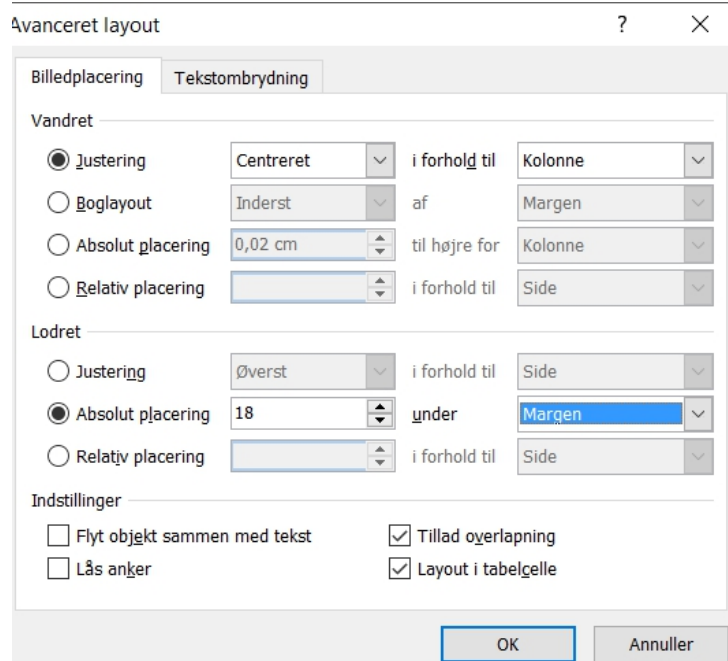 Avanceret layout ?
Billedplacering Tekstombrydning
Vandret
Justering Centreret i forhold til Kolonne
Boglayout Inderst af Margen
Absolut placering 0,02 cm til højre for Kolonne
Relativ placering i forhold til Side
Lodret
Justering Øverst i forhold til Side
Absolut placering 18 under Margen
Relativ placering i forhold til Side
Indstillinger
Flyt objekt sammen med tekst Tillad overlapning
Lås anker Layout i tabelcelle
OK Annuller